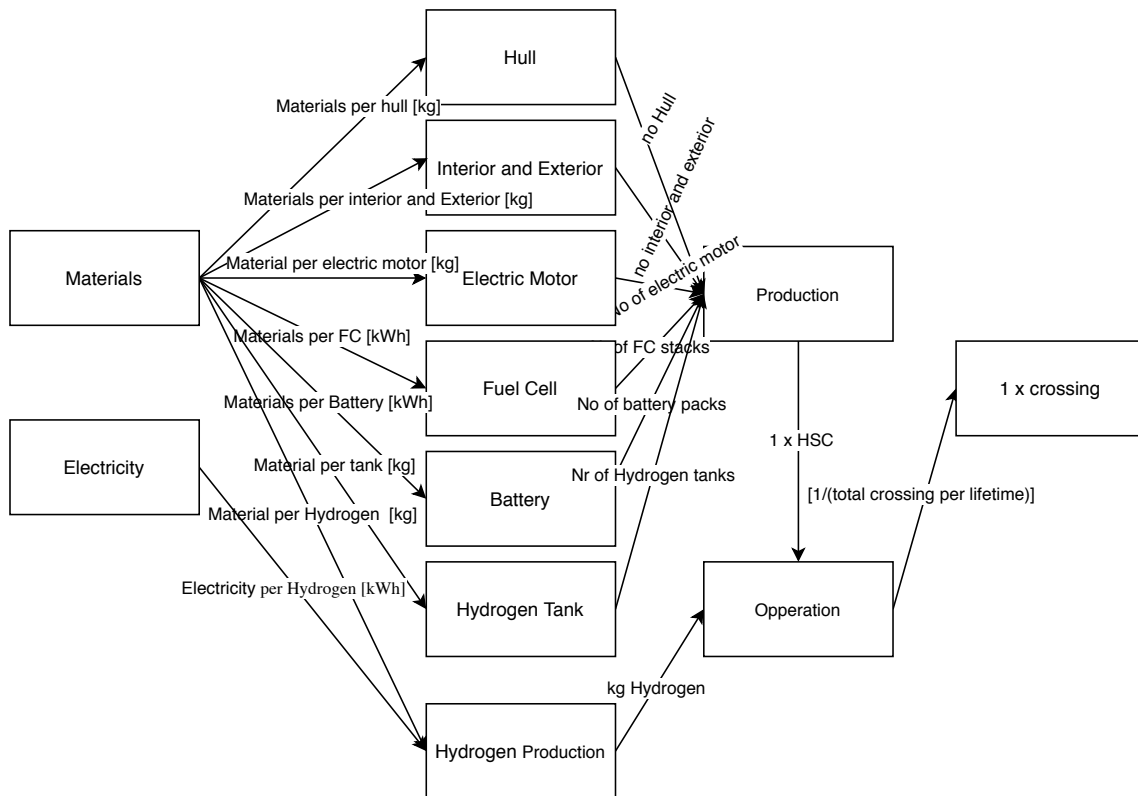 Hull
Materials per hull [kg]
no Hull
Interior and Exterior
Materials per interior and Exterior [kg]
no interior and exterior
Materials
Material per electric motor [kg]
Electric Motor
No of electric motor
Production
Materials per FC [kWh]
Fuel Cell
of FC stacks
1 x crossing
Materials per Battery [kWh]
No of battery packs
Electricity
Material per tank [kg]
Battery
Nr of Hydrogen tanks
1 x HSC
[1/(total crossing per lifetime)]
Material per Hydrogen [kg]
Electricity per Hydrogen [kWh]
Hydrogen Tank
Opperation
kg Hydrogen
Hydrogen Production